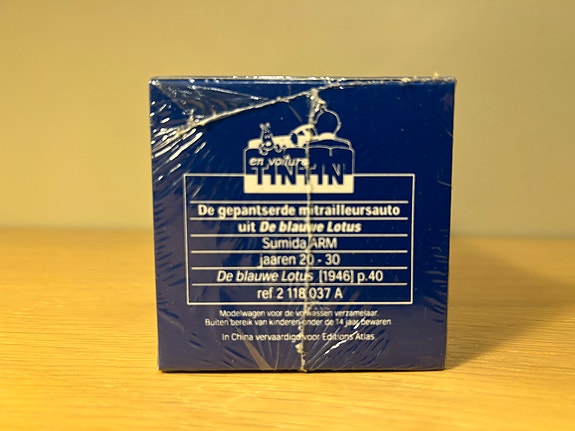 en voiture
TINTIN
De gepantserde mitrailleursauto
uit De blauwe Lotus
Sumida ARM
jaaren 20 - 30
De blauwe Lotus [1946] p.40
ref 2 118 037 A
Modelwagen voor de volwassen verzamelaar.
Buiten bereik van kinderen onder de 14 jaar bewaren.
In China vervaardigd voor Editions Atlas